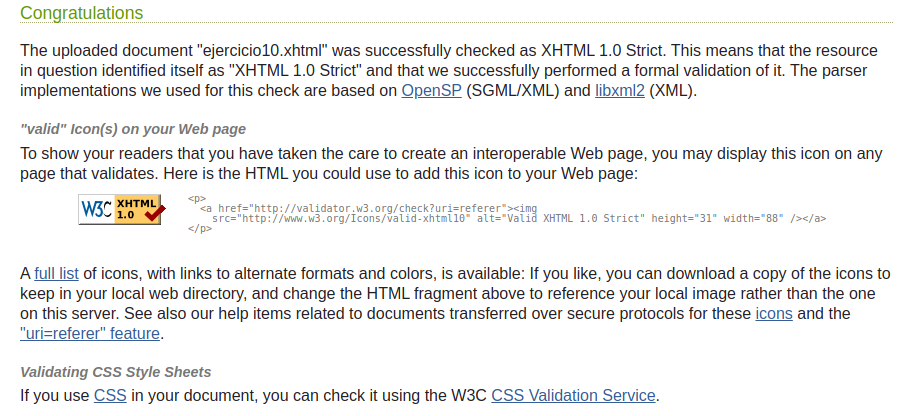 Congratulations
The uploaded document "ejercicio10.xhtml" was successfully checked as XHTML 1.0 Strict. This means that the resource
in question identified itself as "XHTML 1.0 Strict" and that we successfully performed a formal validation of it. The parser
implementations we used for this check are based on OpenSP (SGML/XML) and libxml2 (XML).
"valid" Icon(s) on your Web page
To show your readers that you have taken the care to create an interoperable Web page, you may display this icon on any
page that validates. Here is the HTML you could use to add this icon to your Web page:
W3C XHTML 1.0
<p>
<a href="http://validator.w3.org/check?uri=referer"><img
src="http://www.w3.org/Icons/valid-xhtml10" alt="Valid XHTML 1.0 Strict" height="31" width="88" /></a>
</p>
A full list of icons, with links to alternate formats and colors, is available: If you like, you can download a copy of the icons to
keep in your local web directory, and change the HTML fragment above to reference your local image rather than the one
on this server. See also our help items related to documents transferred over secure protocols for these icons and the
"uri=referer" feature.
Validating CSS Style Sheets
If you use CSS in your document, you can check it using the W3C CSS Validation Service.